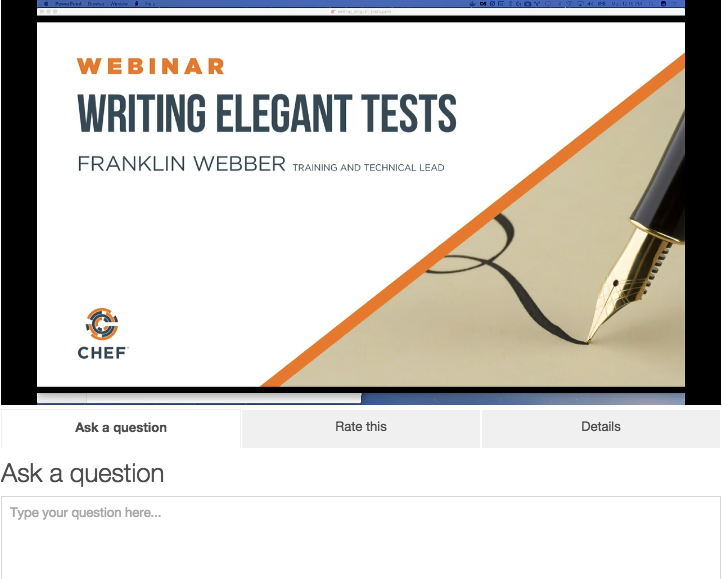 WEBINAR
WRITING ELEGANT TESTS
FRANKLIN WEBBER TRAINING AND TECHNICAL LEAD
CHEF
Ask a question
Rate this
Details
Ask a question
Type your question here...